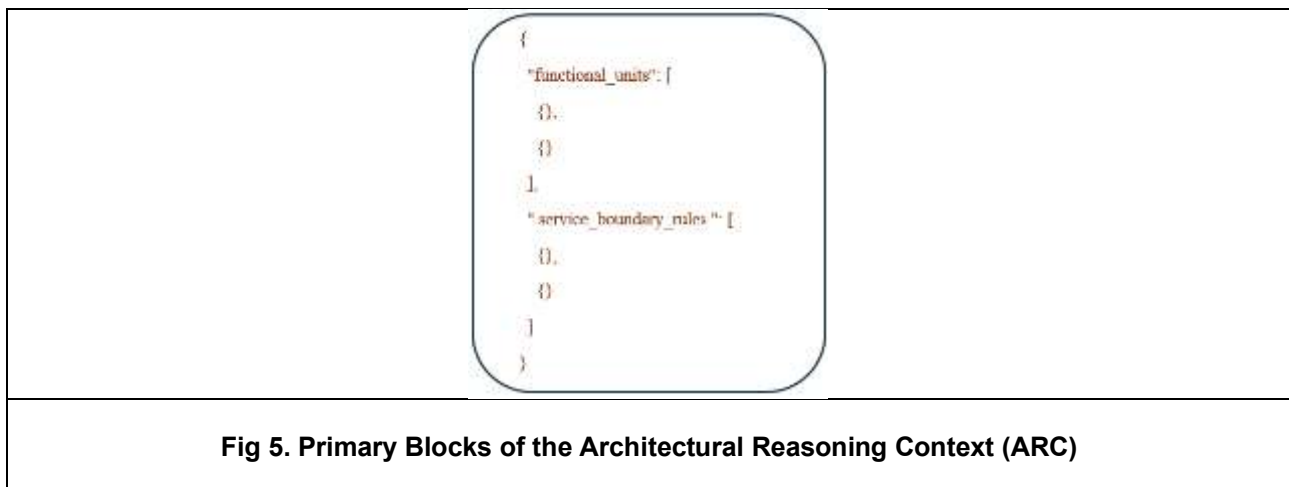 {
"functional_units": [
{},
{}
],
" service_boundary_rules ": [
{},
{}
]
}
Fig 5. Primary Blocks of the Architectural Reasoning Context (ARC)